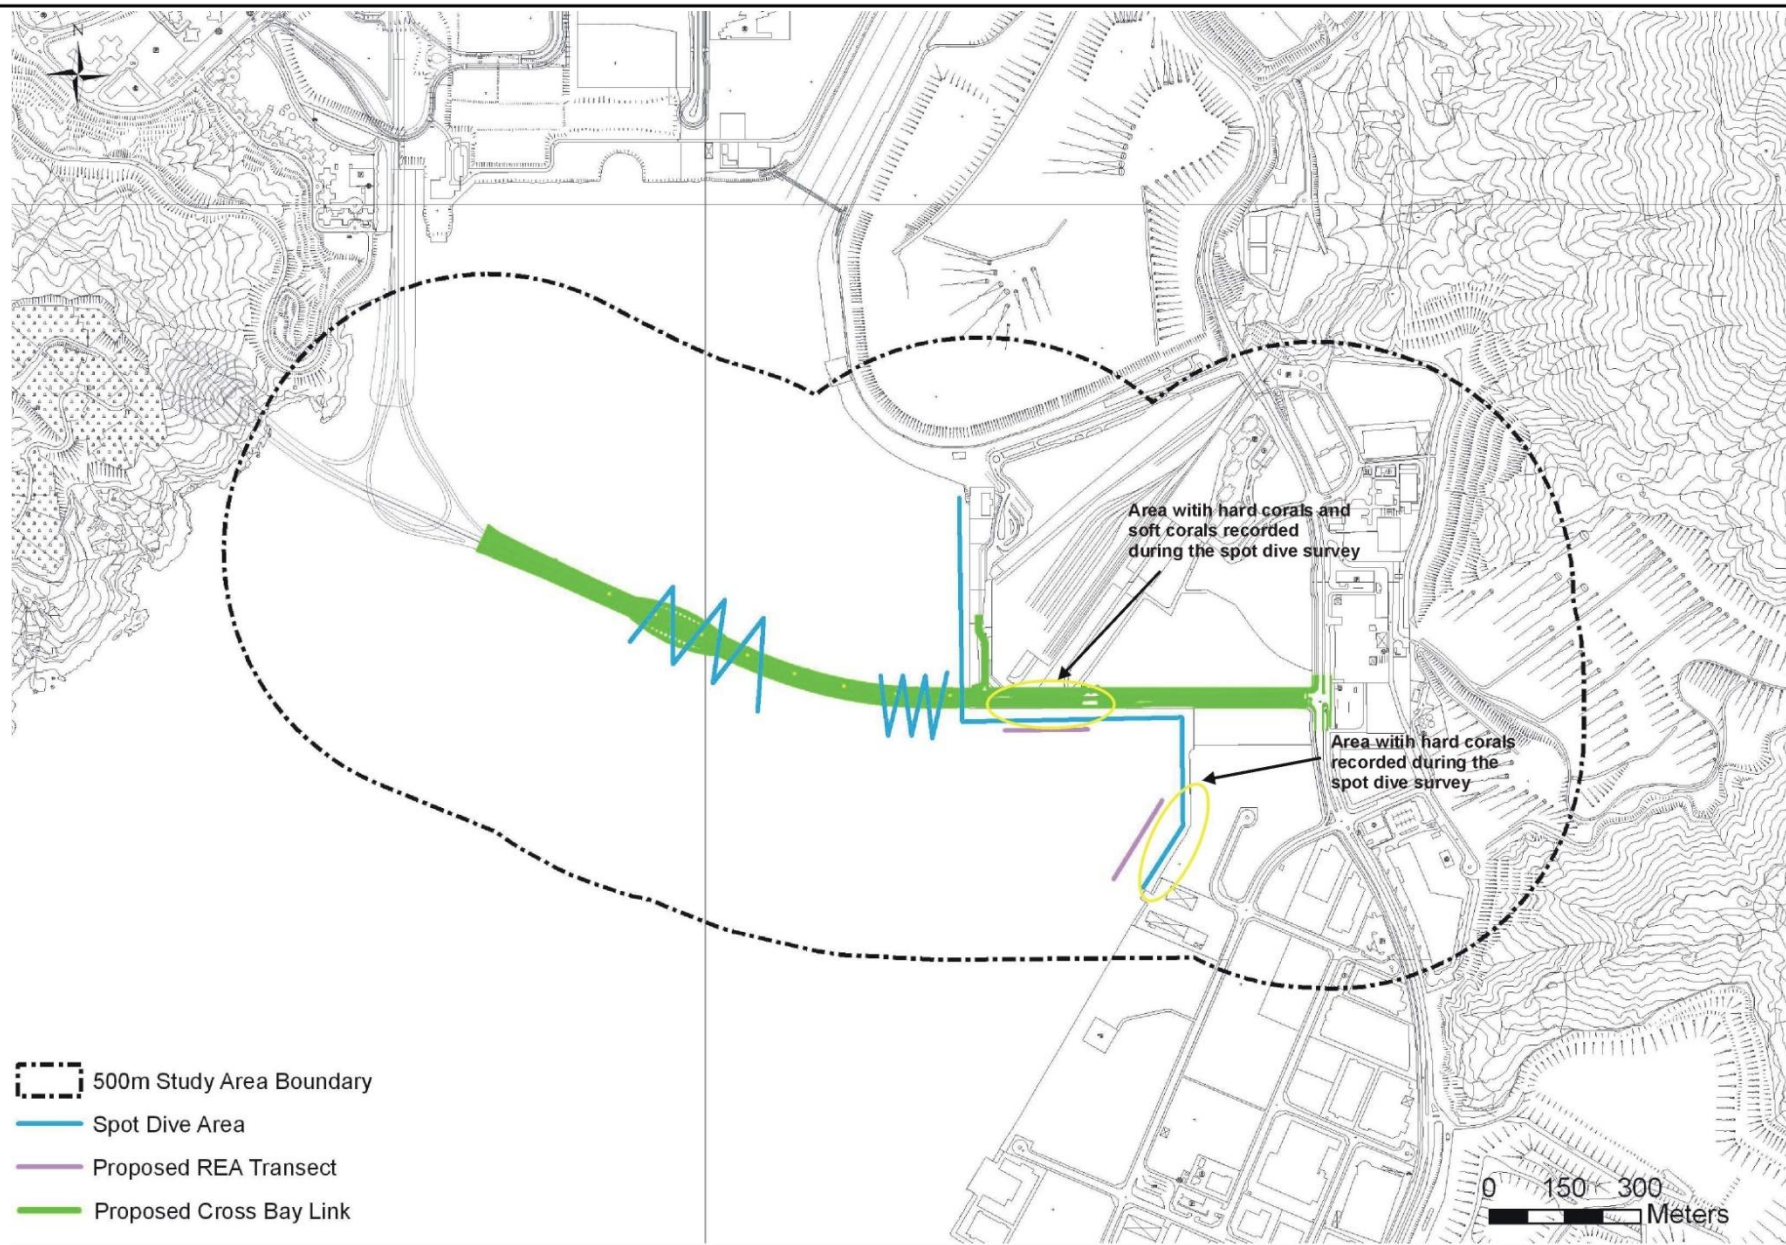 N
Area witih hard corals and
soft corals recorded
during the spot dive survey
Area witih hard corals
recorded during the
spot dive survey
500m Study Area Boundary
Spot Dive Area
Proposed REA Transect
Proposed Cross Bay Link
0 150 300
Meters